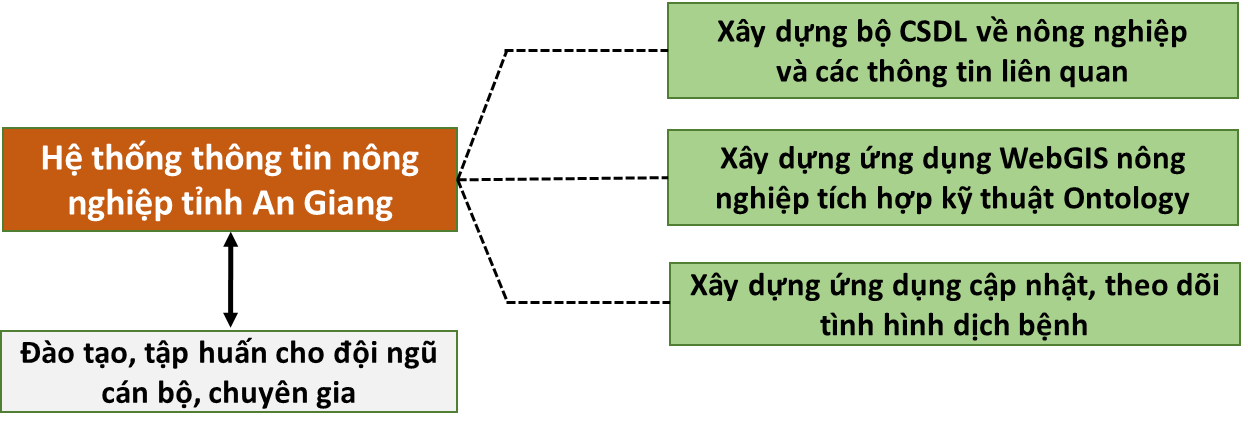 Xây dựng bộ CSDL về nông nghiệp
và các thông tin liên quan
Hệ thống thông tin nông
nghiệp tỉnh An Giang
Xây dựng ứng dụng WebGIS nông
nghiệp tích hợp kỹ thuật Ontology
Xây dựng ứng dụng cập nhật, theo dõi
tình hình dịch bệnh
Đào tạo, tập huấn cho đội ngũ
cán bộ, chuyên gia